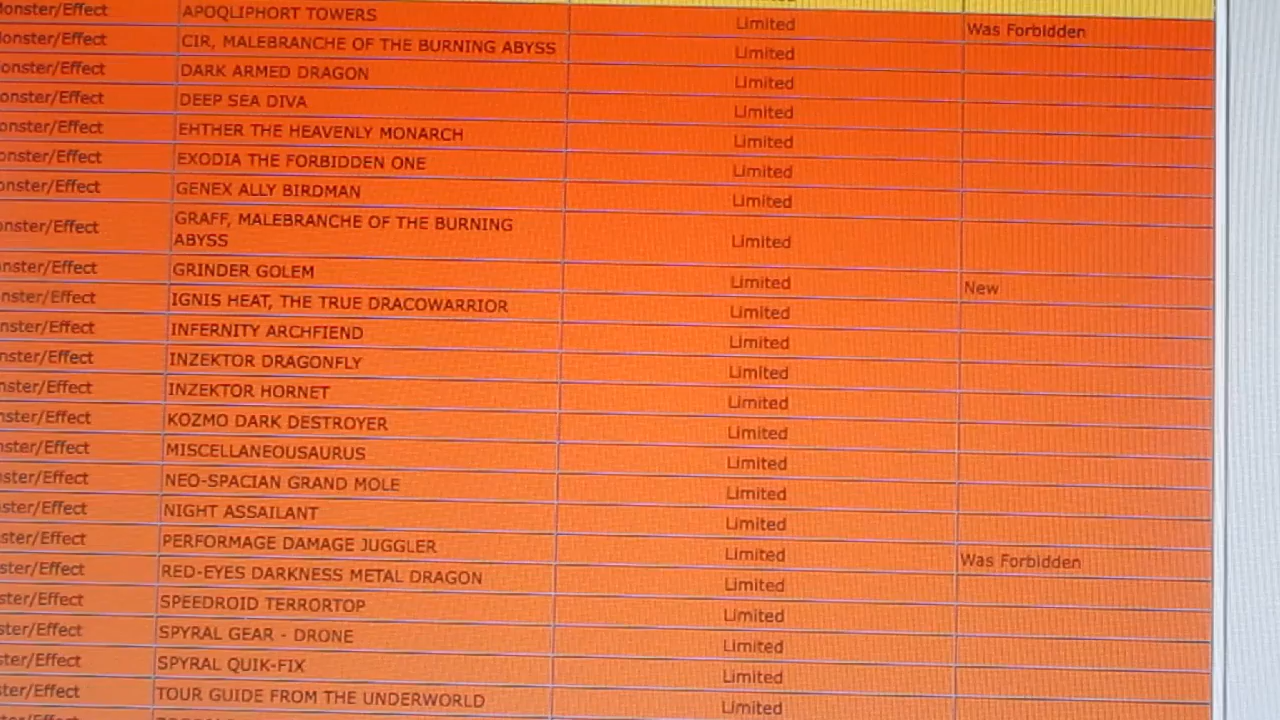 onster/Effect APOQLIPHORT TOWERS Limited Was Forbidden
onster/Effect CIR, MALEBRANCHE OF THE BURNING ABYSS Limited
onster/Effect DARK ARMED DRAGON Limited
onster/Effect DEEP SEA DIVA Limited
onster/Effect EHTHER THE HEAVENLY MONARCH Limited
onster/Effect EXODIA THE FORBIDDEN ONE Limited
onster/Effect GENEX ALLY BIRDMAN Limited
onster/Effect GRAFF, MALEBRANCHE OF THE BURNING
ABYSS Limited
nster/Effect GRINDER GOLEM Limited New
nster/Effect IGNIS HEAT, THE TRUE DRACOWARRIOR Limited
nster/Effect INFERNITY ARCHFIEND Limited
nster/Effect INZEKTOR DRAGONFLY Limited
nster/Effect INZEKTOR HORNET Limited
nster/Effect KOZMO DARK DESTROYER Limited
nster/Effect MISCELLANEOUSAURUS Limited
ster/Effect NEO-SPACIAN GRAND MOLE Limited
ster/Effect NIGHT ASSAILANT Limited
ster/Effect PERFORMAGE DAMAGE JUGGLER Limited Was Forbidden
ster/Effect RED-EYES DARKNESS METAL DRAGON Limited
ster/Effect SPEEDROID TERRORTOP Limited
ster/Effect SPYRAL GEAR - DRONE Limited
ter/Effect SPYRAL QUIK-FIX Limited
ter/Effect TOUR GUIDE FROM THE UNDERWORLD Limited